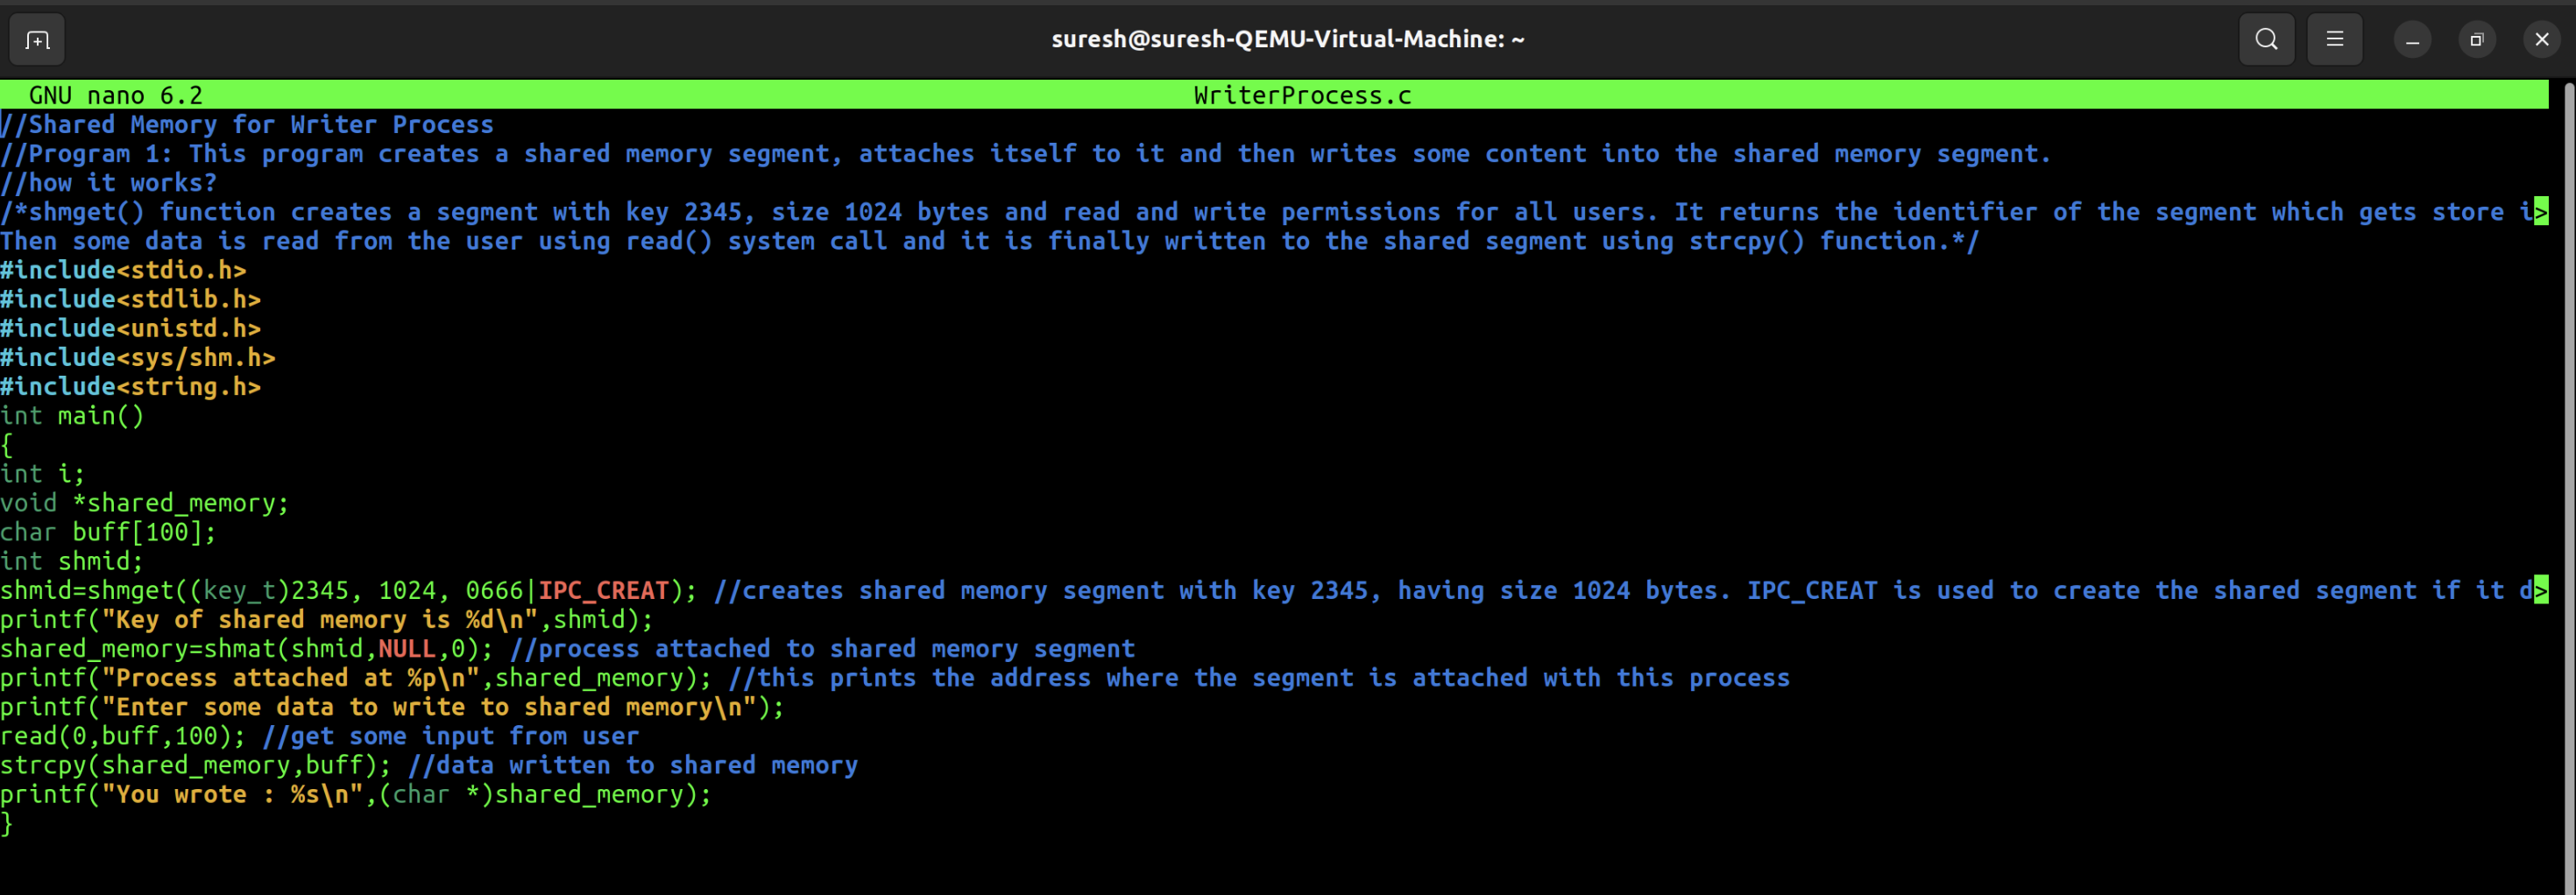 suresh@suresh-QEMU-Virtual-Machine: ~
GNU nano 6.2 WriterProcess.c
//Shared Memory for Writer Process
//Program 1: This program creates a shared memory segment, attaches itself to it and then writes some content into the shared memory segment.
//how it works?
/*shmget() function creates a segment with key 2345, size 1024 bytes and read and write permissions for all users. It returns the identifier of the segment which gets store i>
Then some data is read from the user using read() system call and it is finally written to the shared segment using strcpy() function.*/
#include<stdio.h>
#include<stdlib.h>
#include<unistd.h>
#include<sys/shm.h>
#include<string.h>
int main()
{
int i;
void *shared_memory;
char buff[100];
int shmid;
shmid=shmget((key_t)2345, 1024, 0666|IPC_CREAT); //creates shared memory segment with key 2345, having size 1024 bytes. IPC_CREAT is used to create the shared segment if it d>
printf("Key of shared memory is %d\n",shmid);
shared_memory=shmat(shmid,NULL,0); //process attached to shared memory segment
printf("Process attached at %p\n",shared_memory); //this prints the address where the segment is attached with this process
printf("Enter some data to write to shared memory\n");
read(0,buff,100); //get some input from user
strcpy(shared_memory,buff); //data written to shared memory
printf("You wrote : %s\n",(char *)shared_memory);
}